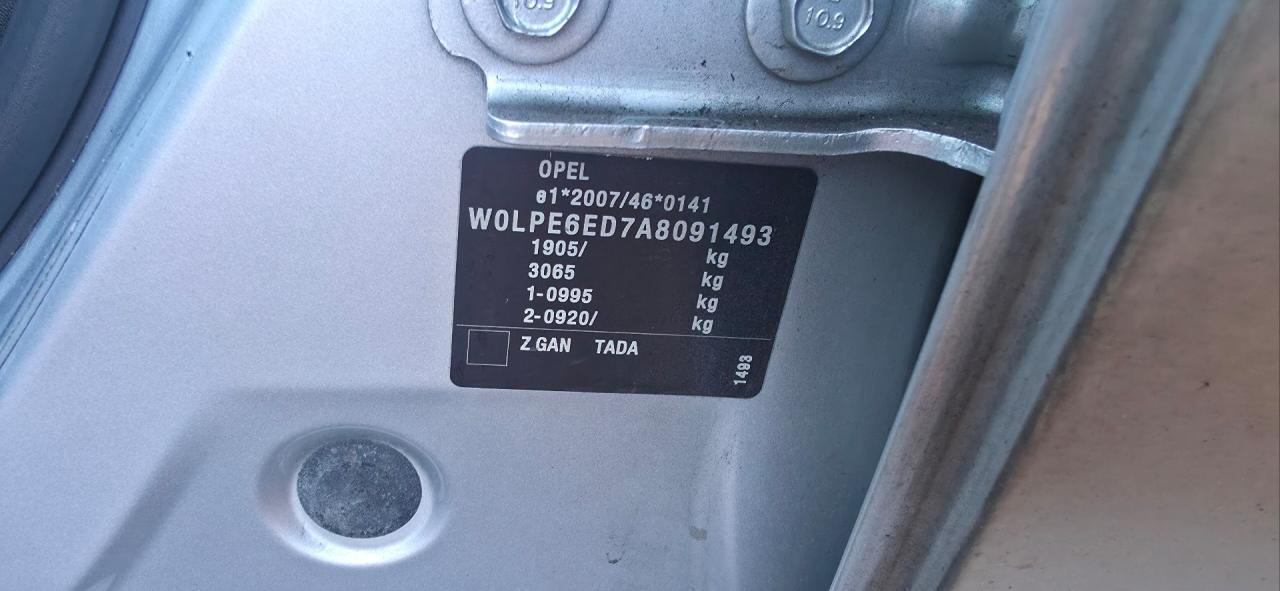 10.9
10.9
OPEL
e1*2007/46*0141
W0LPE6ED7A8091493
1905/ kg
3065 kg
1-0995 kg
2-0920/ kg
Z GAN TADA
1493